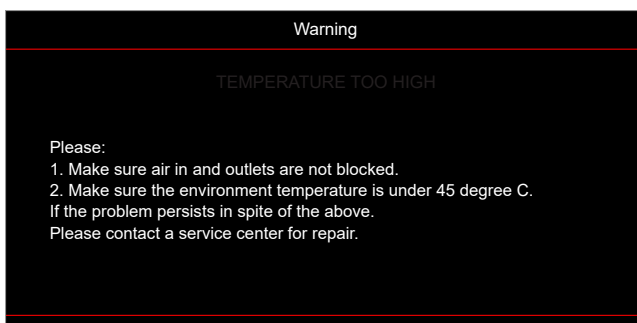 Warning
TEMPERATURE TOO HIGH
Please:
1. Make sure air in and outlets are not blocked.
2. Make sure the environment temperature is under 45 degree C.
If the problem persists in spite of the above.
Please contact a service center for repair.